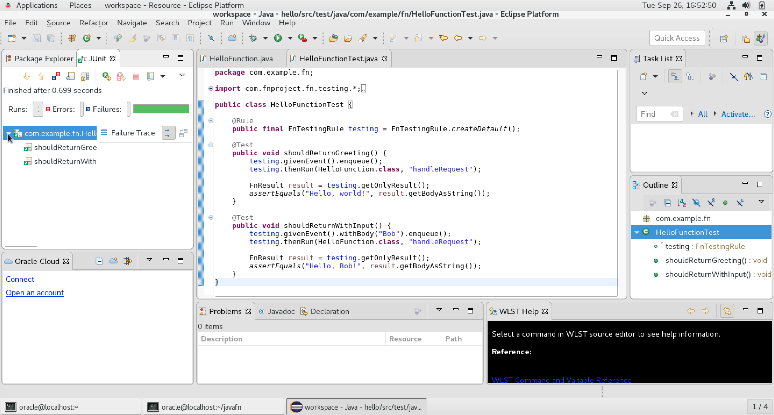 Applications Places workspace - Resource - Eclipse Platform Tue Sep 26, 16:52:50
workspace - Java - hello/src/test/java/com/example/fn/HelloFunctionTest.java - Eclipse Platform
File Edit Source Refactor Navigate Search Project Run Window Help
Quick Access
Package Explorer JUnit
Finished after 0.699 seconds
Runs: Errors: Failures:
com.example.fn.Hell Failure Trace
shouldReturnGree
shouldReturnWith
Oracle Cloud
Connect
Open an account
HelloFunction.java HelloFunctionTest.java
package com.example.fn;
import com.fnproject.fn.testing.*;
public class HelloFunctionTest {
@Rule
public final FnTestingRule testing = FnTestingRule.createDefault();
@Test
public void shouldReturnGreeting() {
testing.givenEvent().enqueue();
testing.thenRun(HelloFunction.class, "handleRequest");
FnResult result = testing.getOnlyResult();
assertEquals("Hello, world!", result.getBodyAsString());
}
@Test
public void shouldReturnWithInput() {
testing.givenEvent().withBody("Bob").enqueue();
testing.thenRun(HelloFunction.class, "handleRequest");
FnResult result = testing.getOnlyResult();
assertEquals("Hello, Bob!", result.getBodyAsString());
}
}
Problems Javadoc Declaration
0 items
Description Resource Path
WLST Help
Select a command in WLST source editor to see help information.
Reference:
WLST Command and Variable Reference
Task List
Find All Activate...
Outline
com.example.fn
HelloFunctionTest
testing : FnTestingRule
shouldReturnGreeting() : void
shouldReturnWithInput() : void
oracle@localhost:~ oracle@localhost:~/javafn workspace - Java - hello/src/test/jav... 1 / 4